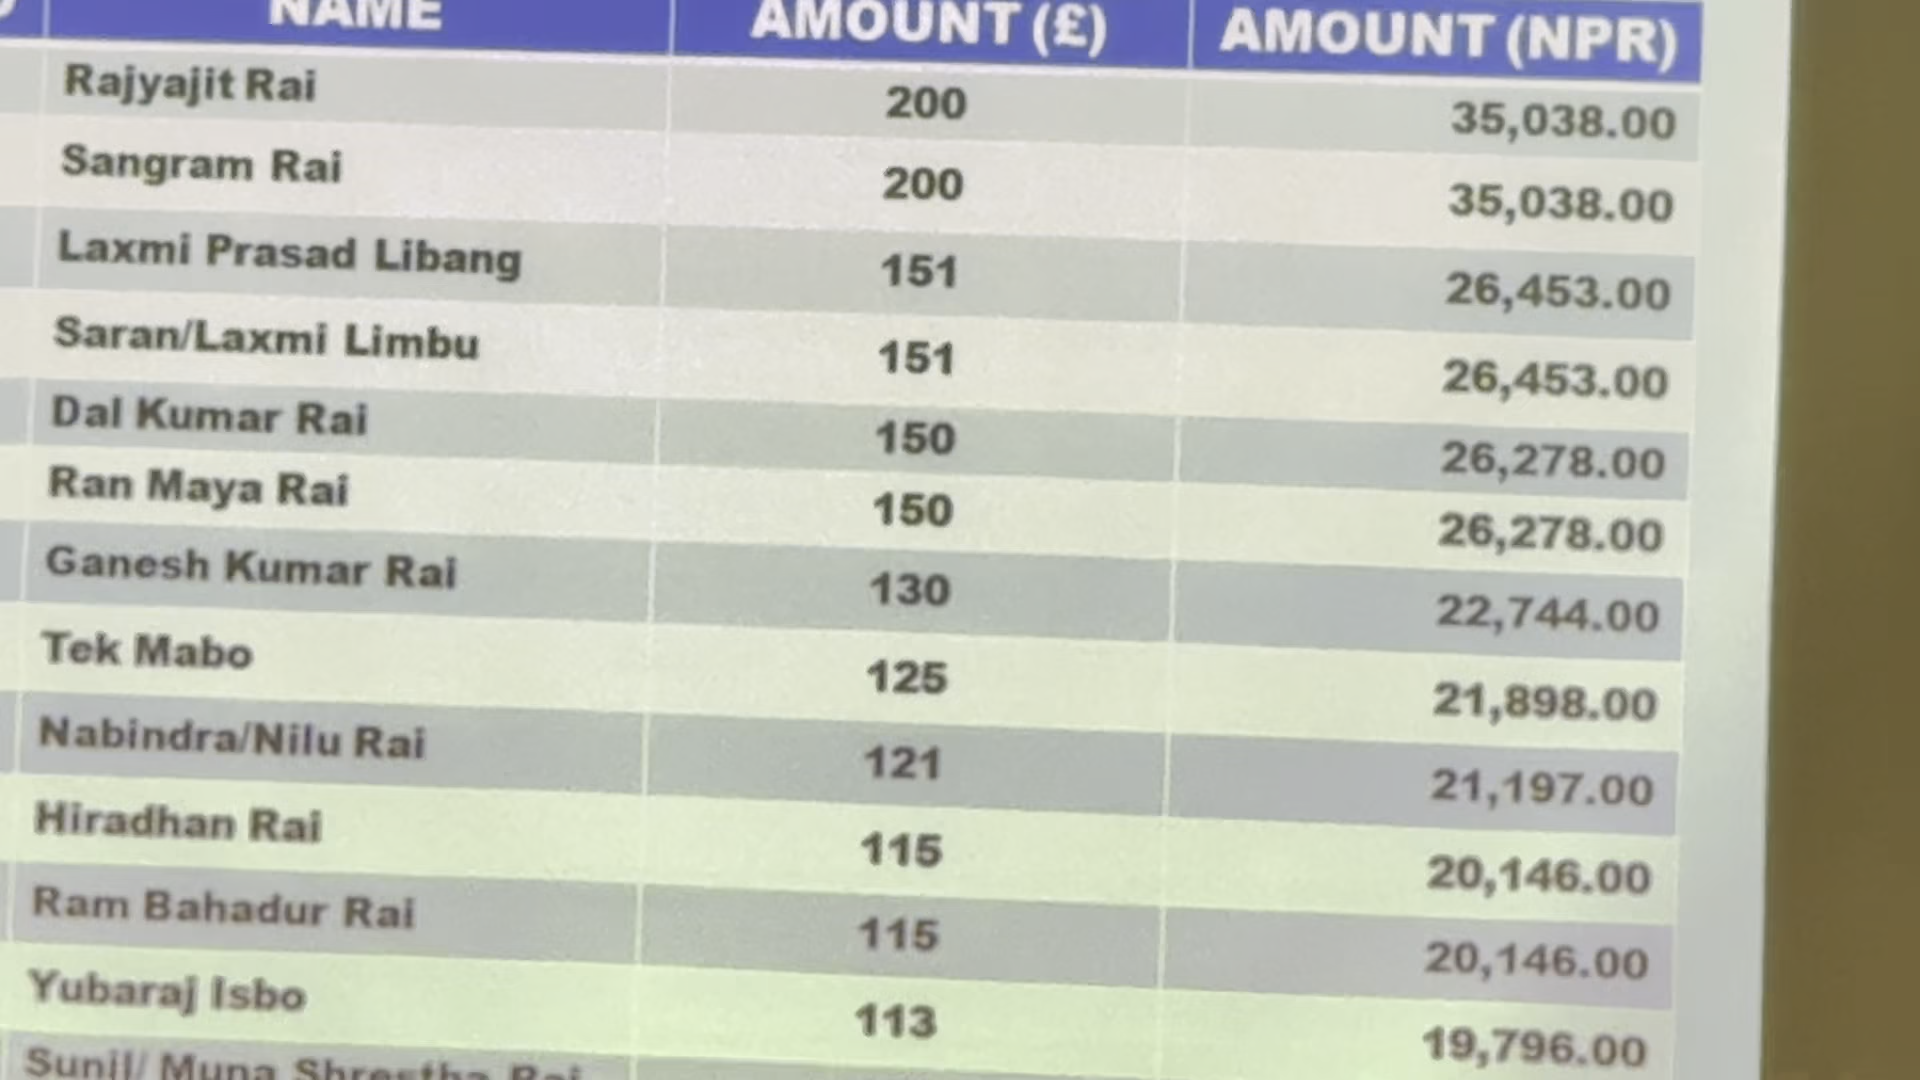 NAME AMOUNT (£) AMOUNT (NPR)
Rajyajit Rai 200 35,038.00
Sangram Rai 200 35,038.00
Laxmi Prasad Libang 151 26,453.00
Saran/Laxmi Limbu 151 26,453.00
Dal Kumar Rai 150 26,278.00
Ran Maya Rai 150 26,278.00
Ganesh Kumar Rai 130 22,744.00
Tek Mabo 125 21,898.00
Nabindra/Nilu Rai 121 21,197.00
Hiradhan Rai 115 20,146.00
Ram Bahadur Rai 115 20,146.00
Yubaraj Isbo 113 19,796.00
Sunil/ Muna Shrestha Rai